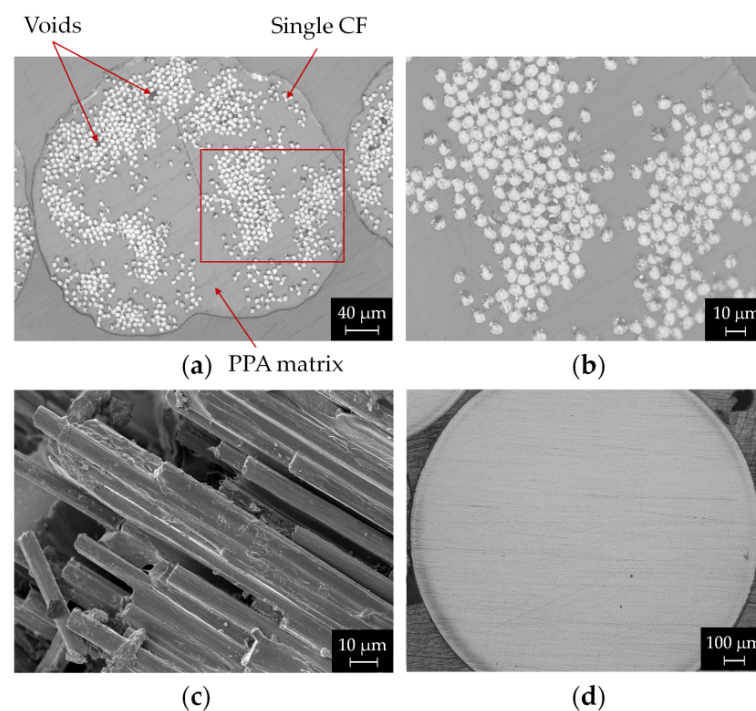 Voids
Single CF
40 μm
10 μm
(a)
PPA matrix
(b)
10 μm
100 μm
(c)
(d)